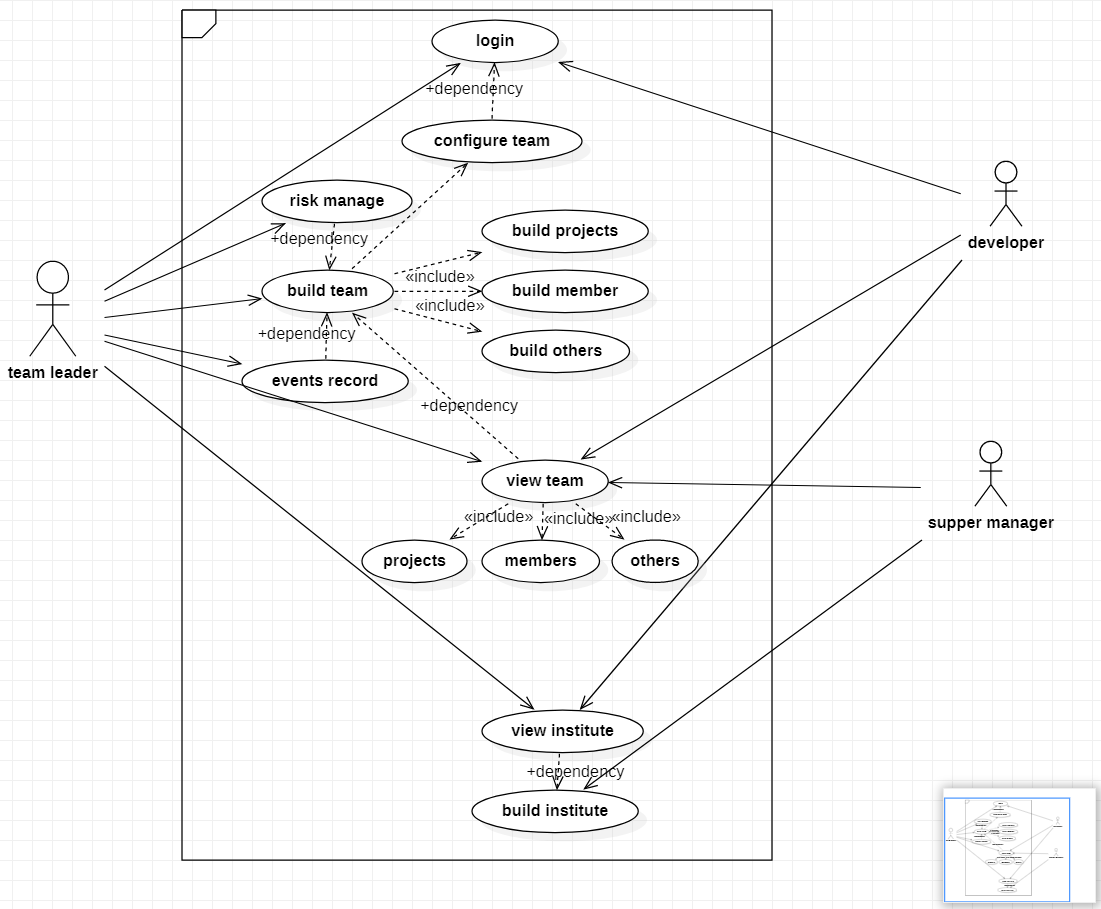 login
+dependency
configure team
risk manage
+dependency
build projects
«include»
build team
build member
«include»
+dependency
build others
events record
+dependency
view team
«include»
«include»
«include»
projects
members
others
view institute
+dependency
build institute
team leader
developer
supper manager